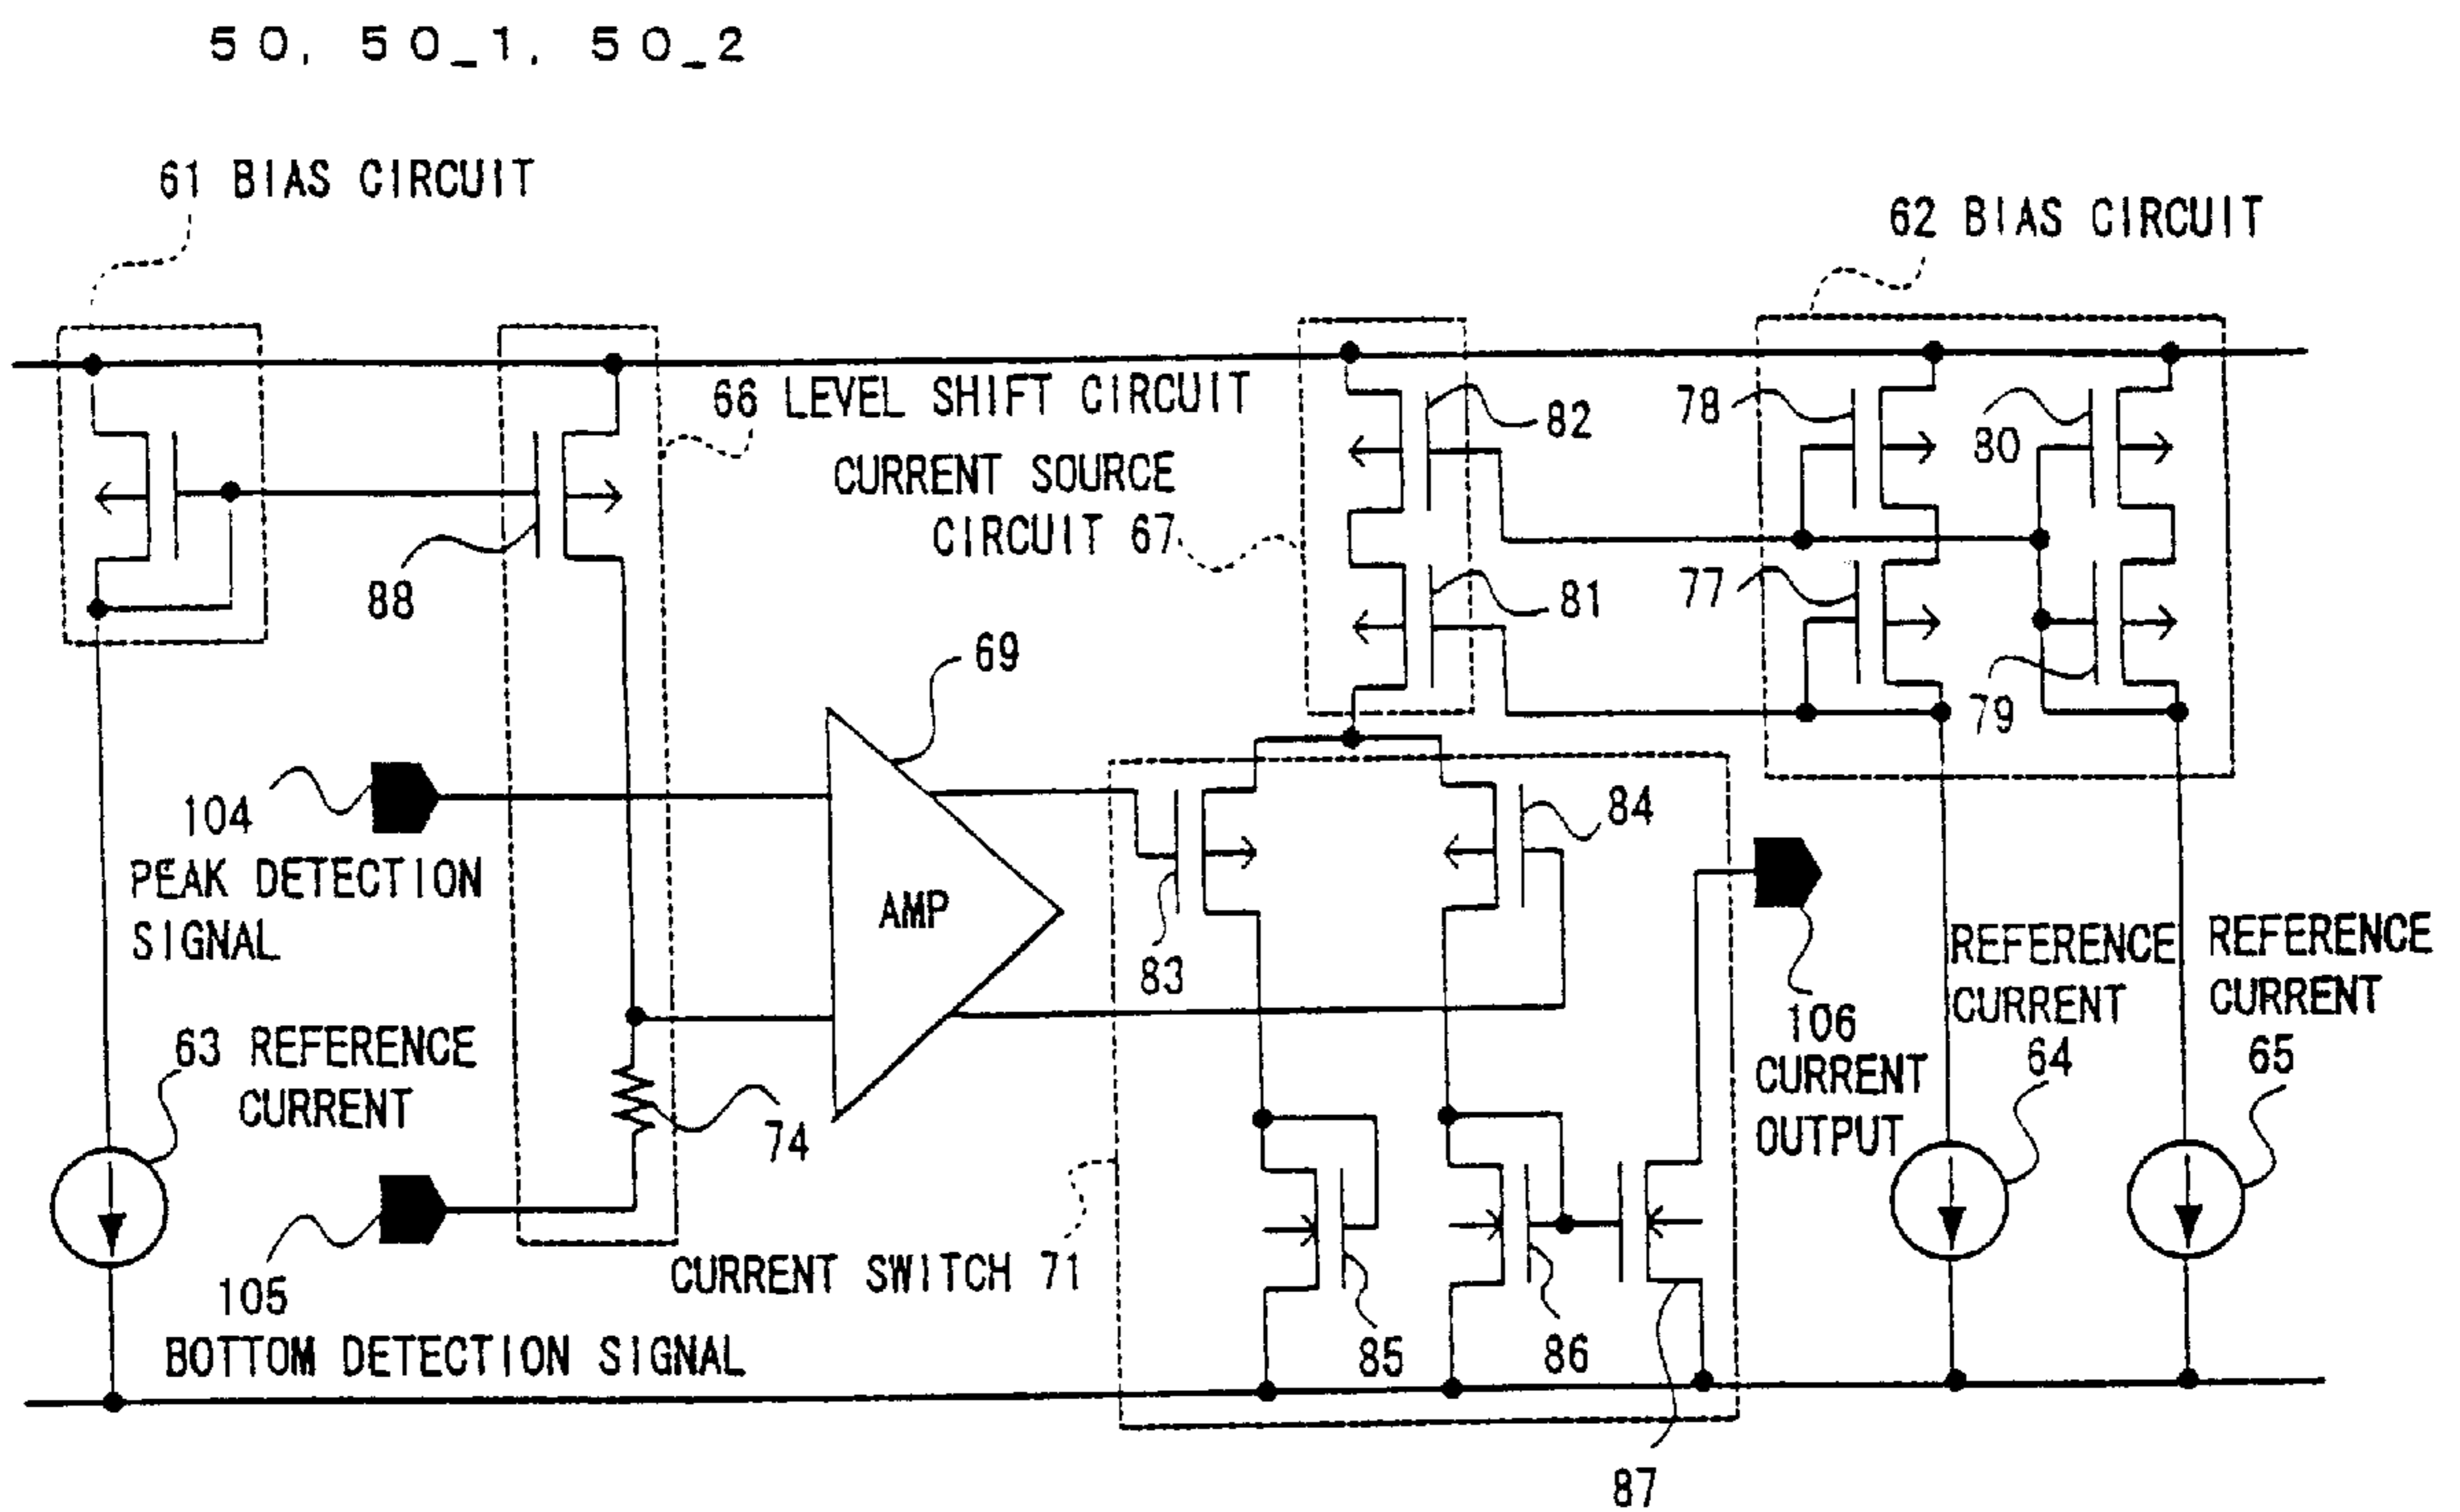 50, 50_1, 50_2
61 BIAS CIRCUIT
62 BIAS CIRCUIT
66 LEVEL SHIFT CIRCUIT
CURRENT SOURCE
CIRCUIT 67
82
78
80
88
81
77
79
69
104
PEAK DETECTION
SIGNAL
AMP
83
84
106
CURRENT
OUTPUT
REFERENCE
CURRENT
64
REFERENCE
CURRENT
65
63 REFERENCE
CURRENT
74
105
BOTTOM DETECTION SIGNAL
CURRENT SWITCH 71
85
86
87